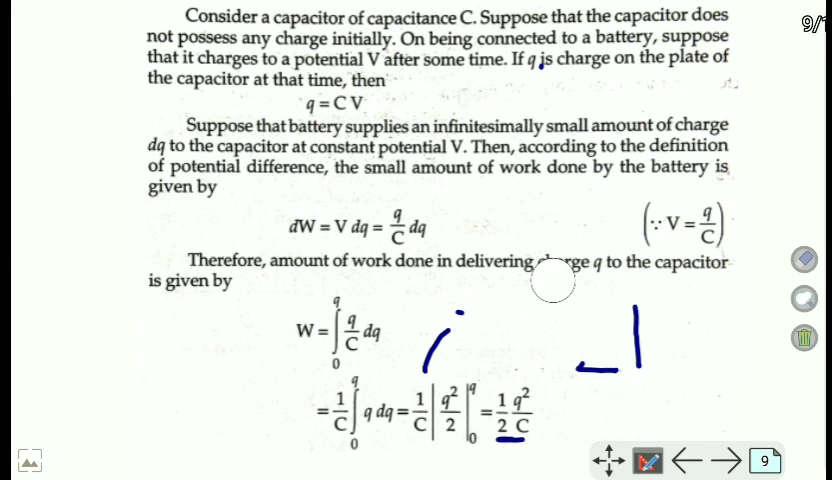 Consider a capacitor of capacitance C. Suppose that the capacitor does
not possess any charge initially. On being connected to a battery, suppose
that it charges to a potential V after some time. If q is charge on the plate of
the capacitor at that time, then
q = C V
Suppose that battery supplies an infinitesimally small amount of charge
dq to the capacitor at constant potential V. Then, according to the definition
of potential difference, the small amount of work done by the battery is
given by
dW = V dq = q/C dq (∵ V = q/C)
Therefore, amount of work done in delivering q to the capacitor
is given by
W = ∫₀^q q/C dq
= 1/C ∫₀^q q dq = 1/C |q²/2|₀^q = 1/2 q²/C
9